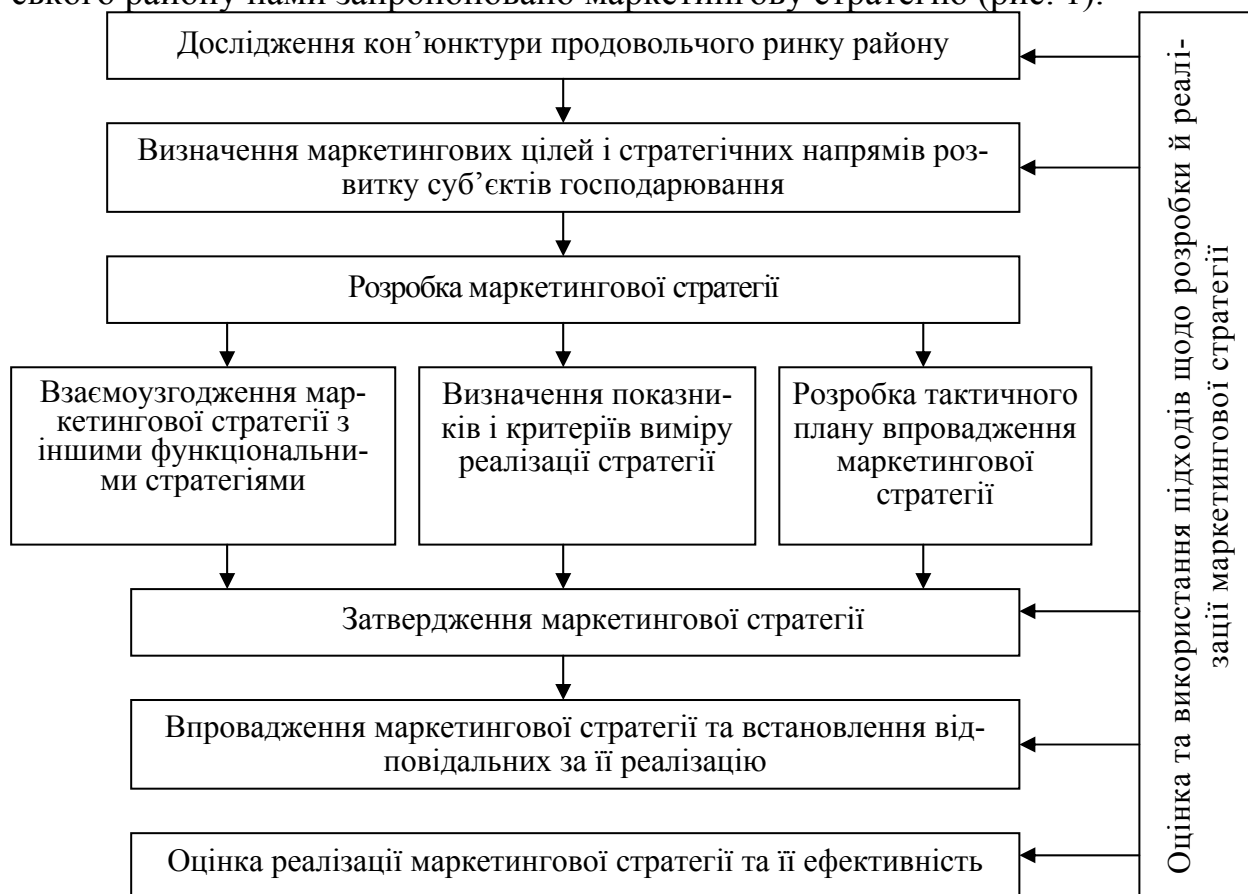 ського району нами запропоновано маркетингову стратегію (рис. 1).
Дослідження кон’юнктури продовольчого ринку району
Визначення маркетингових цілей і стратегічних напрямів роз-
витку суб’єктів господарювання
Розробка маркетингової стратегії
Взаємоузгодження мар-
кетингової стратегії з
іншими функціональни-
ми стратегіями
Визначення показни-
ків і критеріїв виміру
реалізації стратегії
Розробка тактичного
плану впровадження
маркетингової
стратегії
Затвердження маркетингової стратегії
Впровадження маркетингової стратегії та встановлення від-
повідальних за її реалізацію
Оцінка реалізації маркетингової стратегії та її ефективність
Оцінка та використання підходів щодо розробки й реалі-
зації маркетингової стратегії